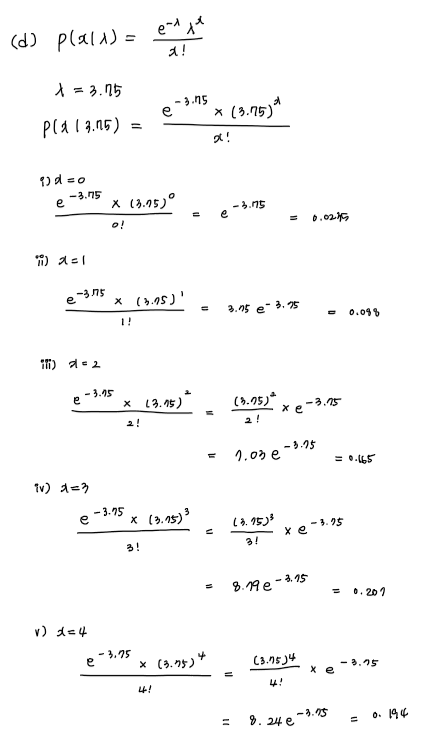 (d) P(x|λ) = e^-λ λ^x / x!
λ = 3.75
P(x|3.75) = e^-3.75 × (3.75)^x / x!
i) x=0
e^-3.75 × (3.75)^0 / 0! = e^-3.75 = 0.0235
ii) x=1
e^-3.75 × (3.75)^1 / 1! = 3.75 e^-3.75 = 0.088
iii) x=2
e^-3.75 × (3.75)^2 / 2! = (3.75)^2 / 2! × e^-3.75
= 7.03 e^-3.75 = 0.165
iv) x=3
e^-3.75 × (3.75)^3 / 3! = (3.75)^3 / 3! × e^-3.75
= 8.79 e^-3.75 = 0.207
v) x=4
e^-3.75 × (3.75)^4 / 4! = (3.75)^4 / 4! × e^-3.75
= 8.24 e^-3.75 = 0.194